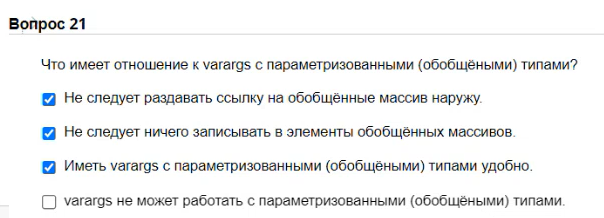 Вопрос 21
Что имеет отношение к varargs с параметризованными (обобщёными) типами?
Не следует раздавать ссылку на обобщённые массив наружу.
Не следует ничего записывать в элементы обобщённых массивов.
Иметь varargs с параметризованными (обобщёными) типами удобно.
varargs не может работать с параметризованными (обобщёными) типами.